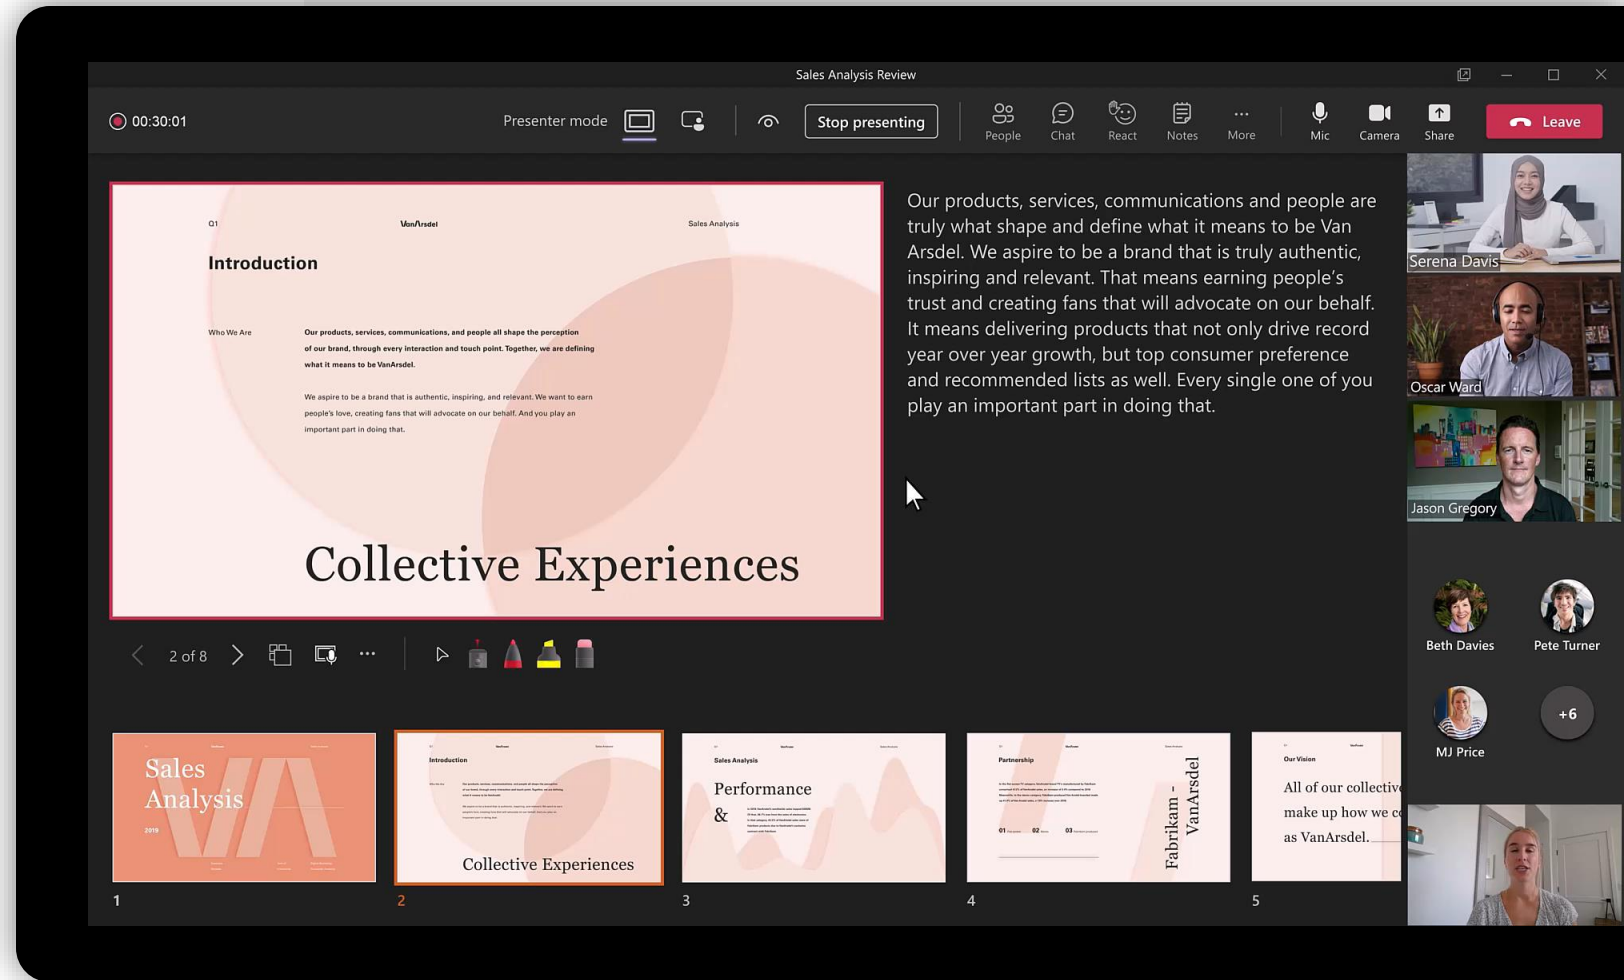 Sales Analysis Review
00:30:01
Presenter mode
Stop presenting
People
Chat
React
Notes
More
Mic
Camera
Share
Leave
Q1
VanArsdel
Sales Analysis
Introduction
Who We Are
Our products, services, communications, and people all shape the perception
of our brand, through every interaction and touch point. Together, we are defining
what it means to be VanArsdel.
We aspire to be a brand that is authentic, inspiring, and relevant. We want to earn
people's love, creating fans that will advocate on our behalf. And you play an
important part in doing that.
Collective Experiences
Our products, services, communications and people are
truly what shape and define what it means to be Van
Arsdel. We aspire to be a brand that is truly authentic,
inspiring and relevant. That means earning people's
trust and creating fans that will advocate on our behalf.
It means delivering products that not only drive record
year over year growth, but top consumer preference
and recommended lists as well. Every single one of you
play an important part in doing that.
Serena Davis
Oscar Ward
Jason Gregory
Beth Davies
Pete Turner
MJ Price
+6
2 of 8
Sales
Analysis
2019
1
Introduction
Collective Experiences
2
Sales Analysis
Performance
&
3
Partnership
01
02
03
Fabrikam -
VanArsdel
4
Our Vision
All of our collective
make up how we co
as VanArsdel.
5